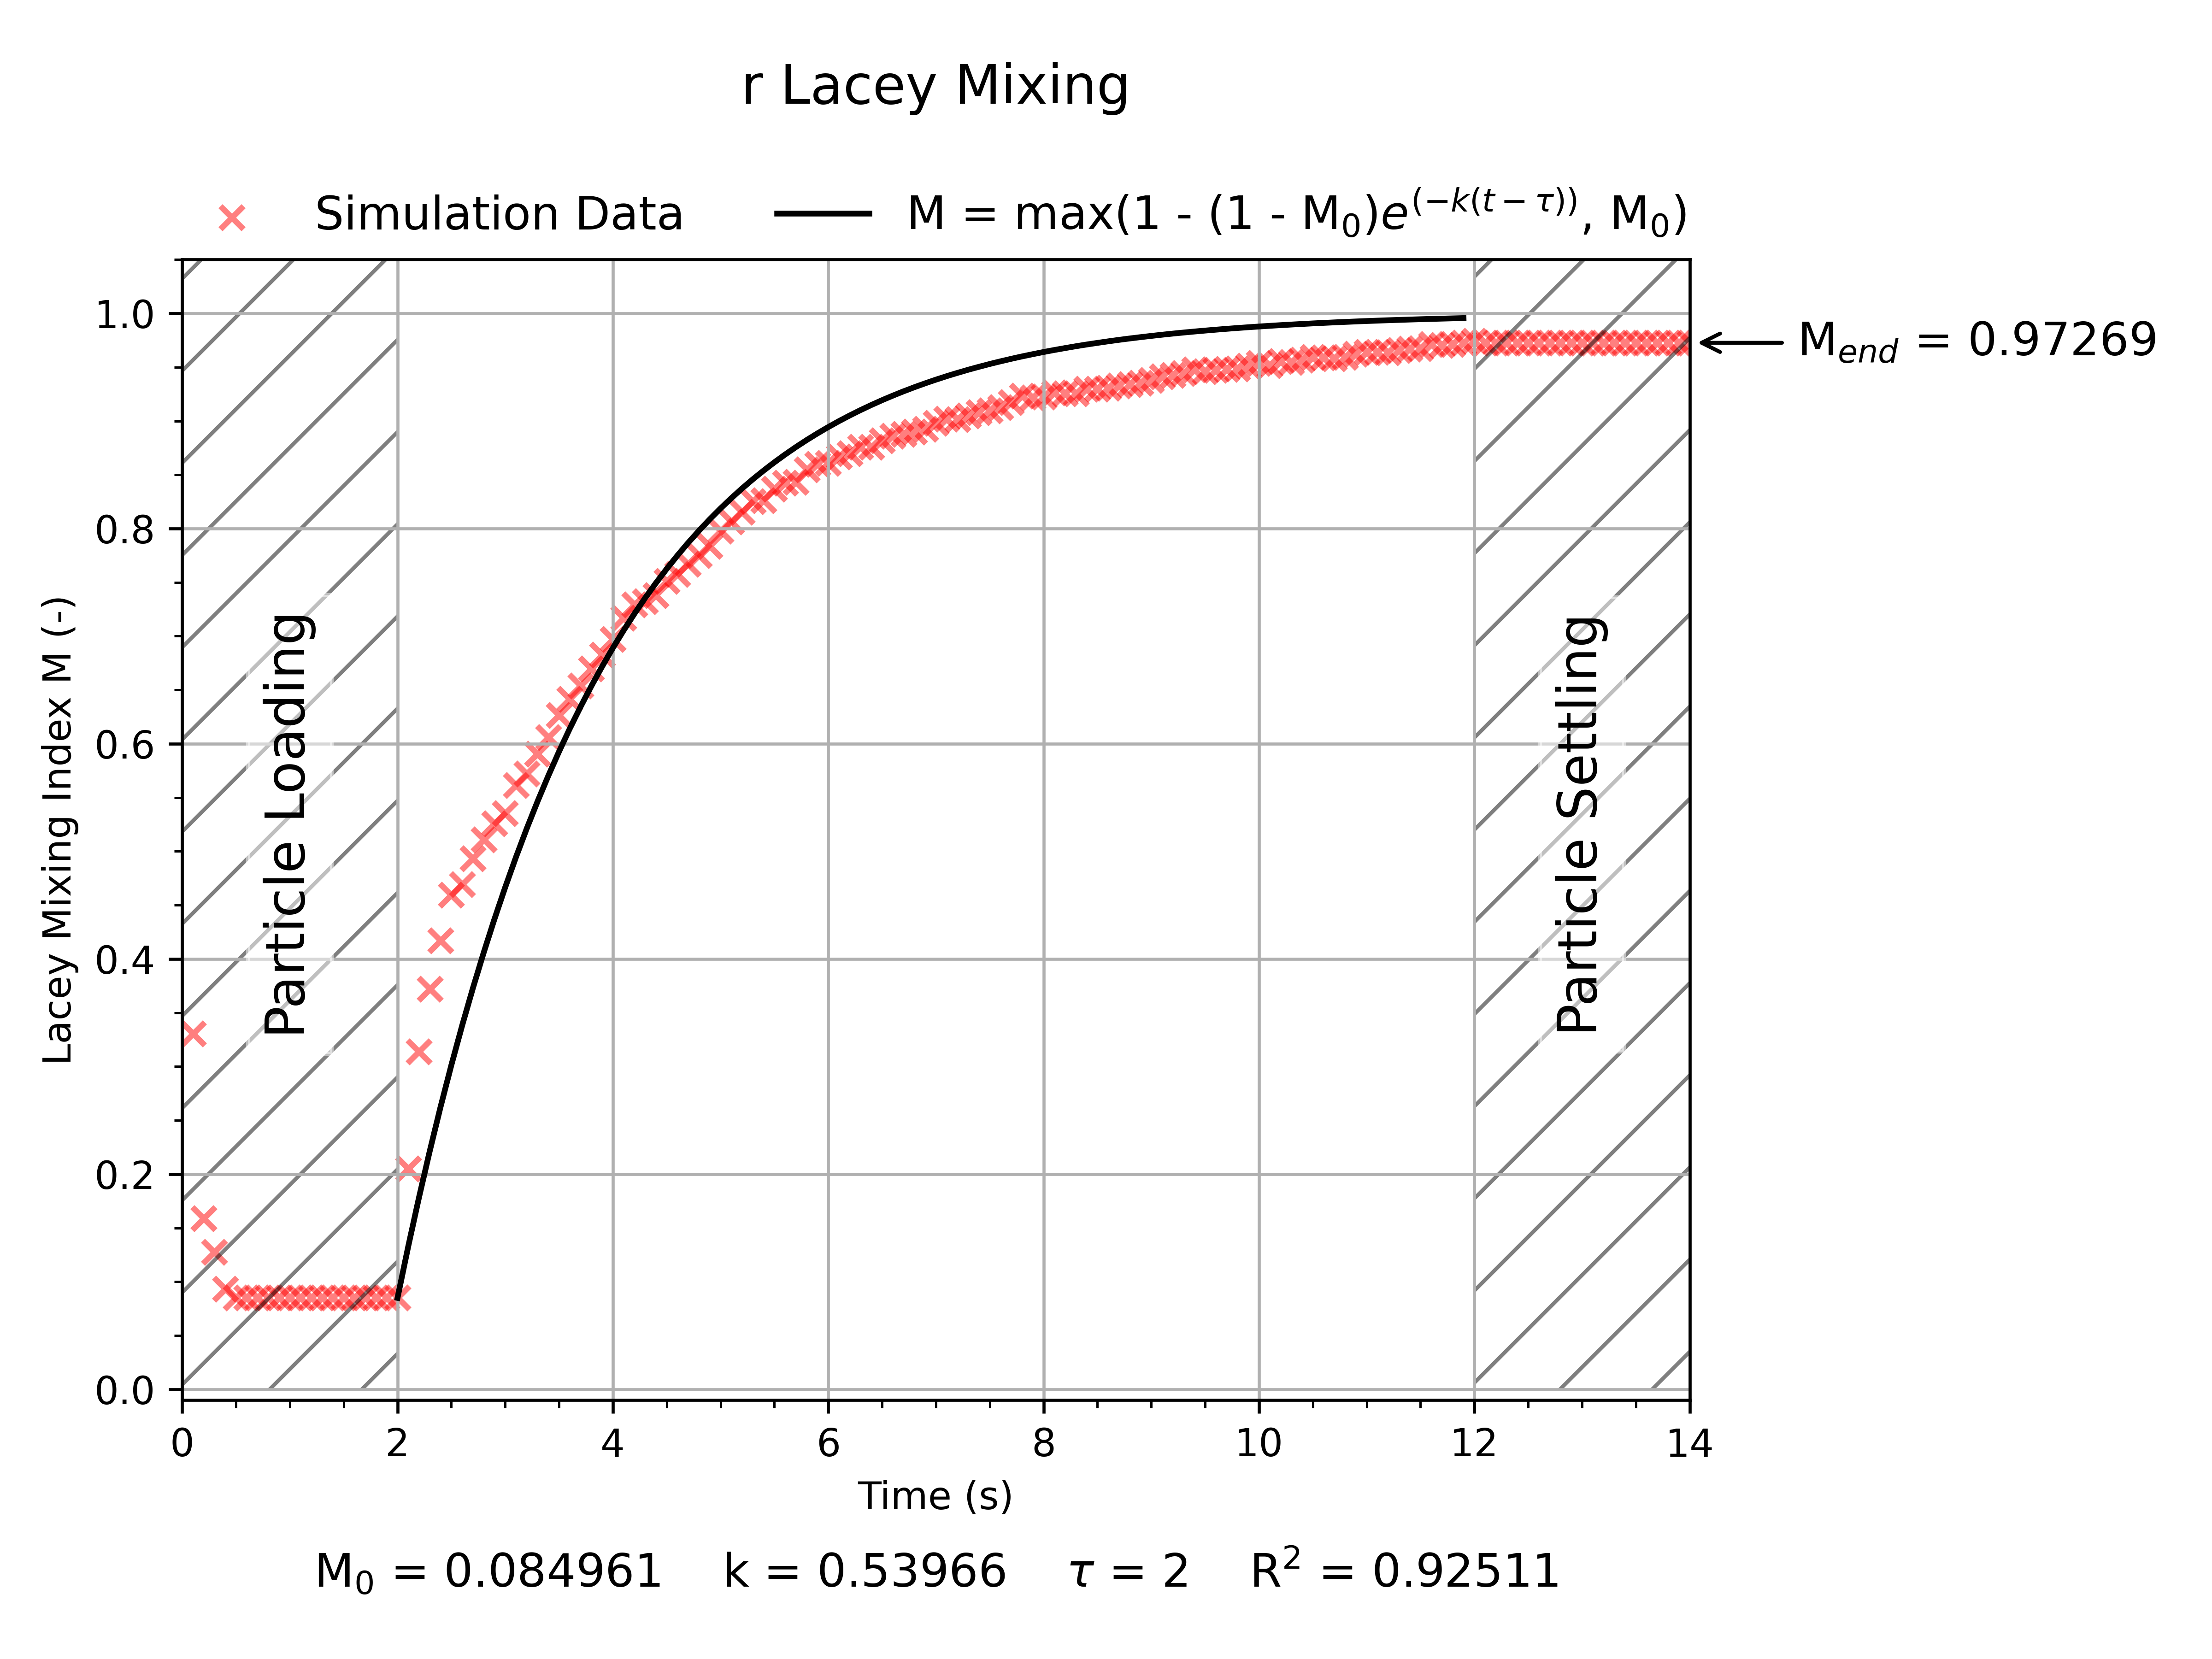 r Lacey Mixing
Simulation Data
M = max(1 - (1 - M₀)e^(−k(t − τ)), M₀)
1.0
0.8
0.6
0.4
0.2
0.0
Lacey Mixing Index M (-)
Particle Loading
Particle Settling
M_end = 0.97269
0 2 4 6 8 10 12 14
Time (s)
M₀ = 0.084961 k = 0.53966 τ = 2 R² = 0.92511